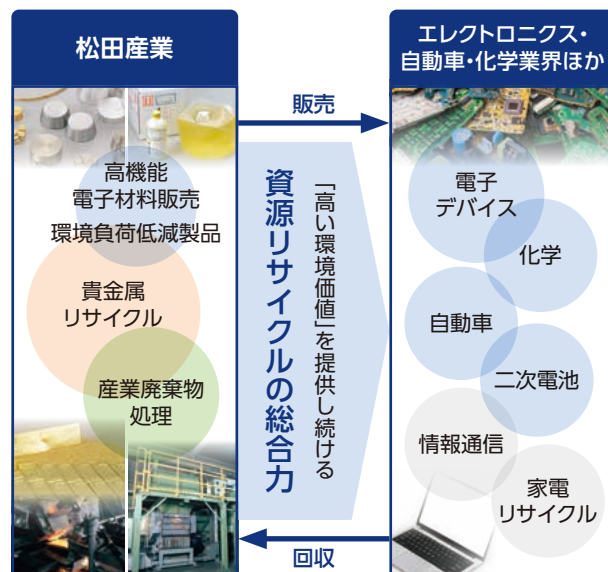 松田産業
高機能
電子材料販売
環境負荷低減製品
貴金属
リサイクル
産業廃棄物
処理
販売
「高い環境価値」を提供し続ける
資源リサイクルの総合力
回収
エレクトロニクス・
自動車・化学業界ほか
電子
デバイス
化学
自動車
二次電池
情報通信
家電
リサイクル